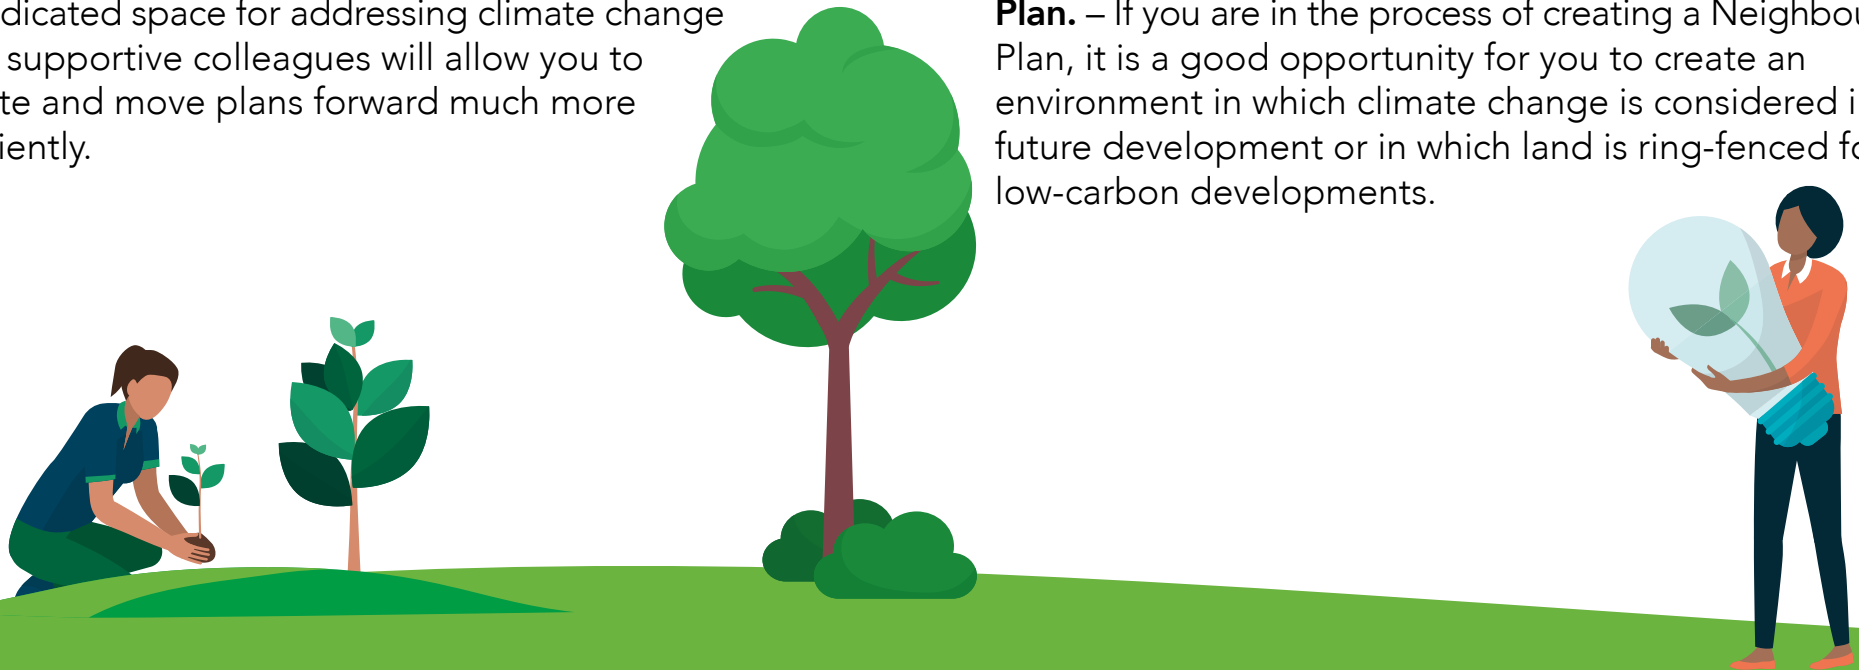 dicated space for addressing climate change
supportive colleagues will allow you to
te and move plans forward much more
iently.
Plan. – If you are in the process of creating a Neighbou
Plan, it is a good opportunity for you to create an
environment in which climate change is considered i
future development or in which land is ring-fenced fo
low-carbon developments.